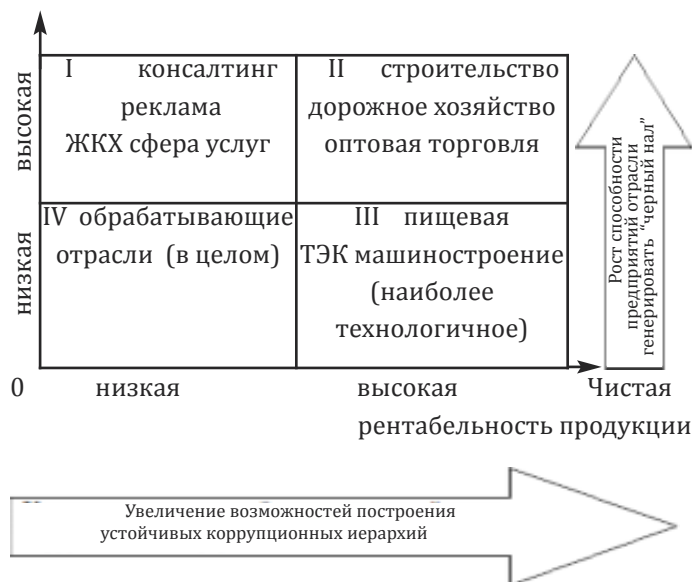 I консалтинг
реклама
ЖКХ сфера услуг
II строительство
дорожное хозяйство
оптовая торговля
высокая
IV обрабатывающие
отрасли (в целом)
III пищевая
ТЭК машиностроение
(наиболее
технологичное)
низкая
Рост способности
предприятий отрасли
генерировать "черный нал"
0 низкая высокая Чистая
рентабельность продукции
Увеличение возможностей построения
устойчивых коррупционных иерархий